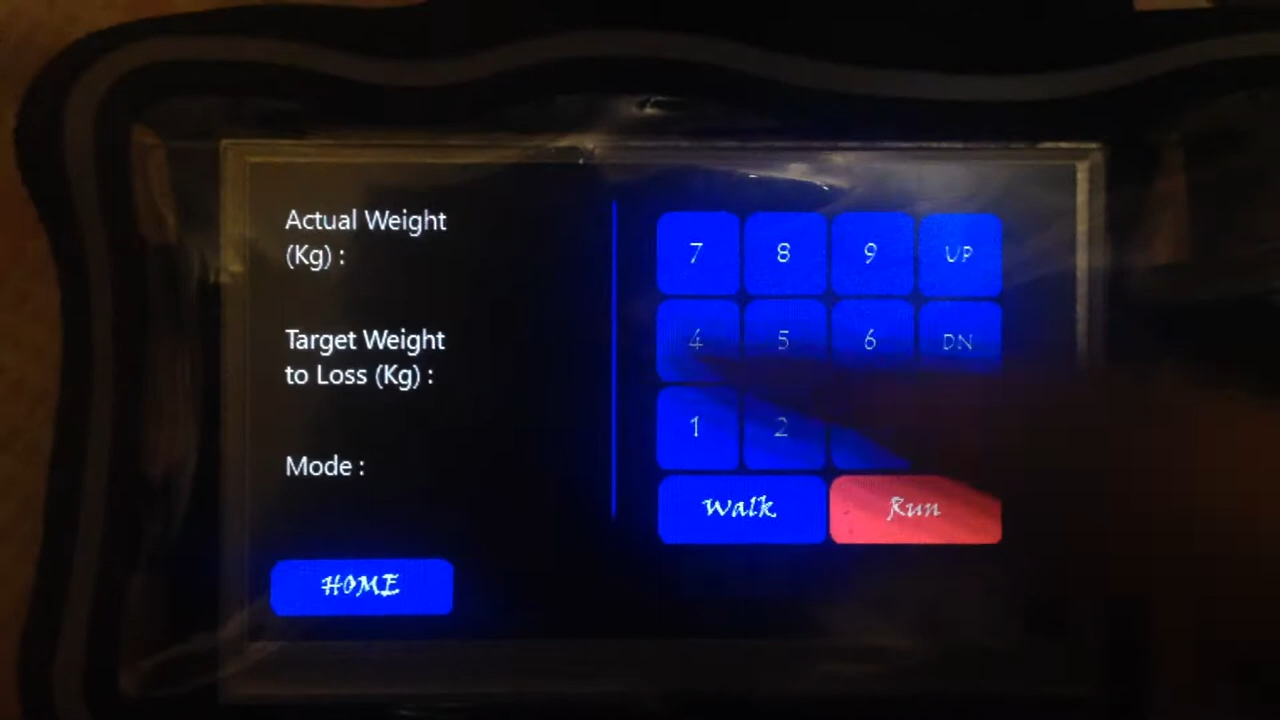 Actual Weight
(Kg) :
Target Weight
to Loss (Kg) :
Mode :
HOME
7 8 9 UP
4 5 6 DN
1 2
Walk Run